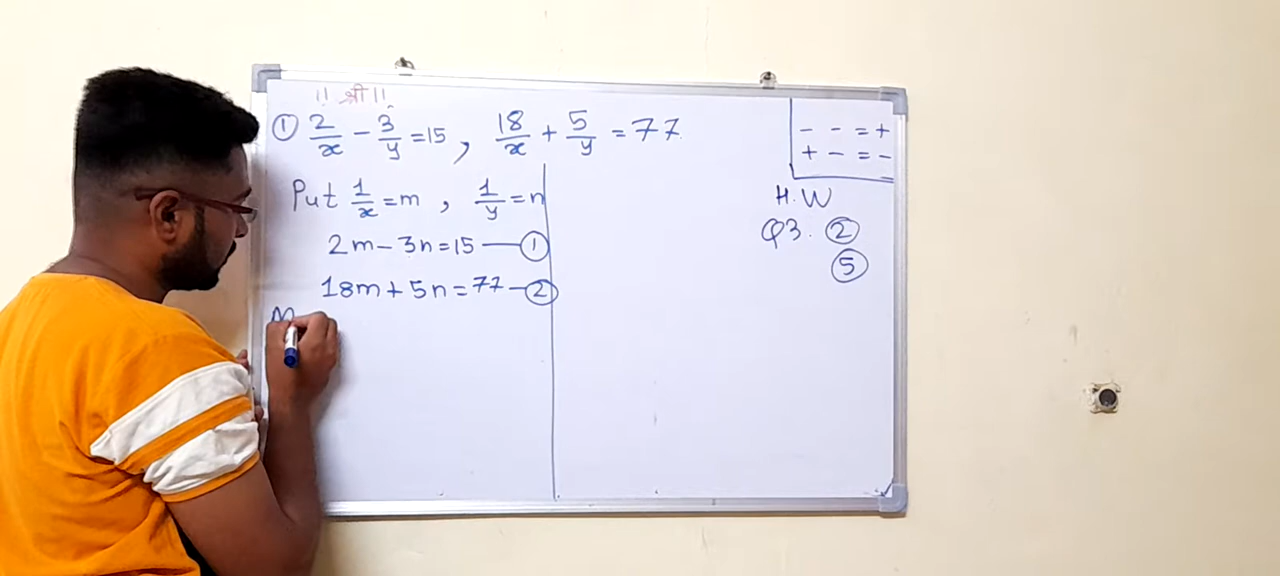 ।। श्री ।।
① 2/x - 3/y = 15 , 18/x + 5/y = 77
Put 1/x = m , 1/y = n
2m - 3n = 15 — ①
18m + 5n = 77 — ②
M
- - = +
+ - = -
H.W
Q3. ②
⑤